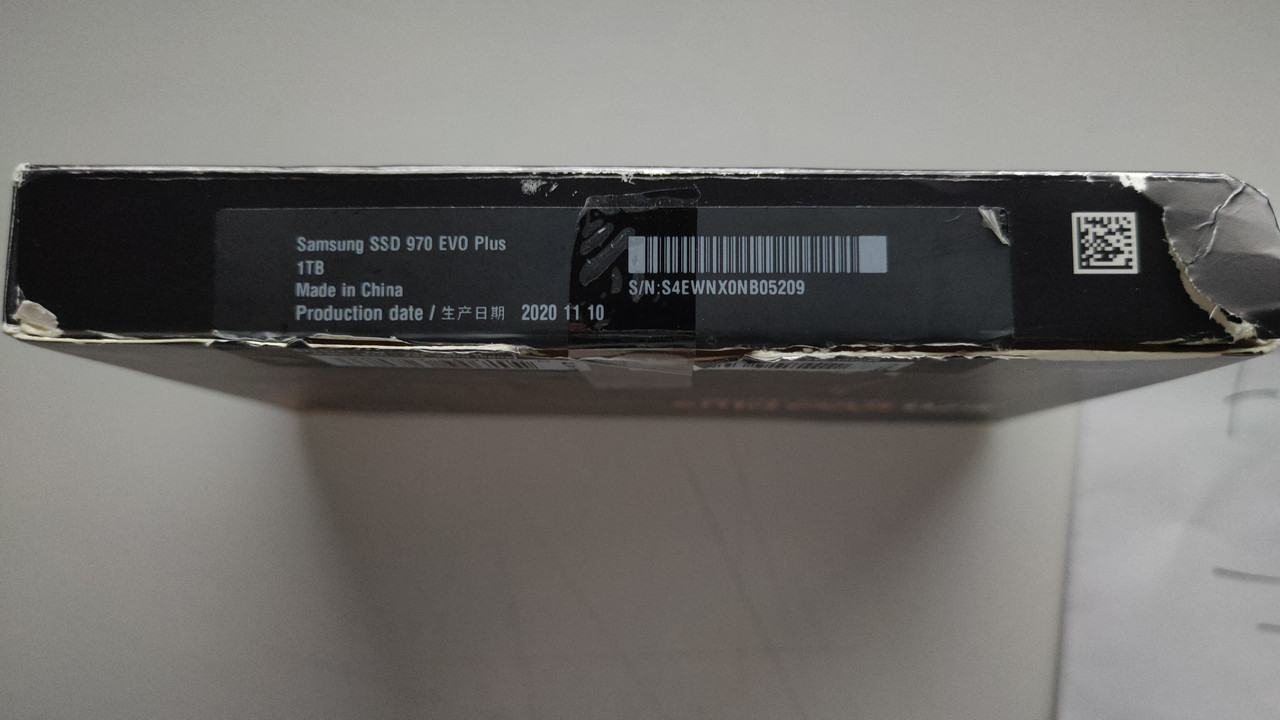 Samsung SSD 970 EVO Plus
1TB
Made in China
Production date / 生产日期 2020 11 10
S/N:S4EWNX0NB05209